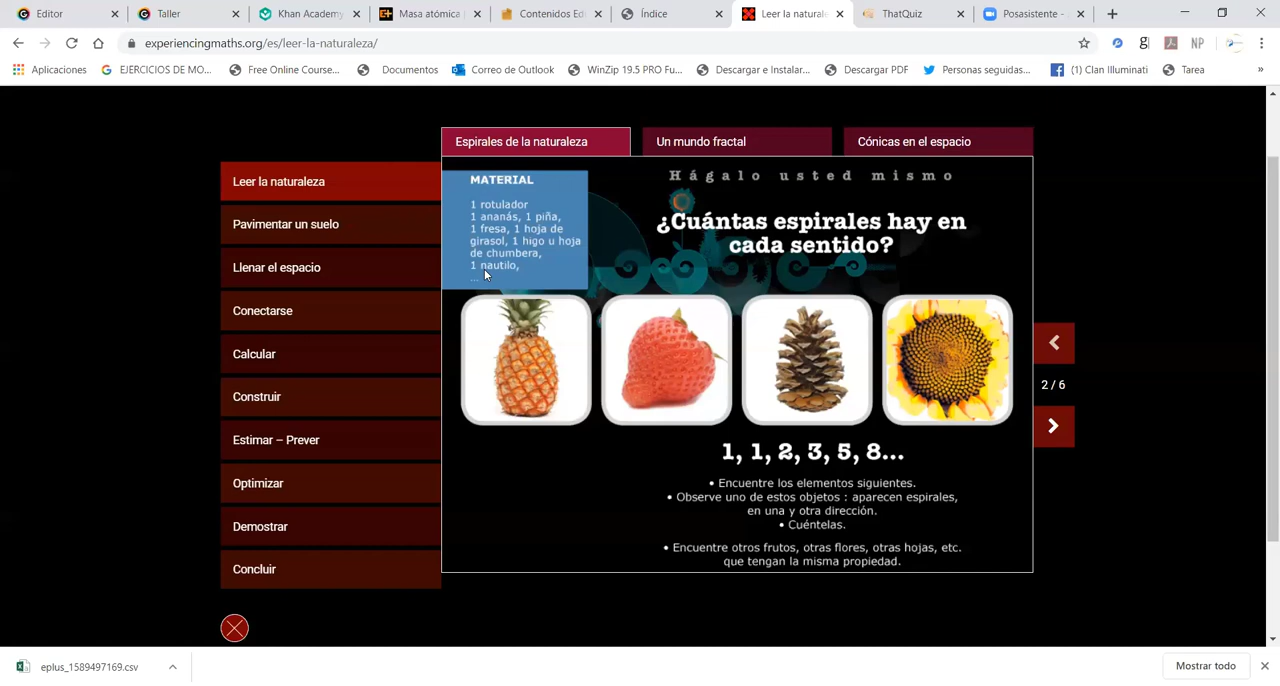 Editor
Taller
Khan Academy
Masa atómica
Contenidos Ed
Índice
Leer la natural
ThatQuiz
Posasistente -
experiencingmaths.org/es/leer-la-naturaleza/
Aplicaciones
EJERCICIOS DE MO...
Free Online Course...
Documentos
Correo de Outlook
WinZip 19.5 PRO Fu...
Descargar e Instalar...
Descargar PDF
Personas seguidas...
(1) Clan Illuminati
Tarea
»
Espirales de la naturaleza
Un mundo fractal
Cónicas en el espacio
Leer la naturaleza
Pavimentar un suelo
Llenar el espacio
Conectarse
Calcular
Construir
Estimar – Prever
Optimizar
Demostrar
Concluir
MATERIAL
1 rotulador
1 ananás, 1 piña,
1 fresa, 1 hoja de
girasol, 1 higo u hoja
de chumbera,
1 nautilo,
...
Hágalo usted mismo
¿Cuántas espirales hay en
cada sentido?
1, 1, 2, 3, 5, 8...
• Encuentre los elementos siguientes.
• Observe uno de estos objetos : aparecen espirales,
en una y otra dirección.
• Cuéntelas.
• Encuentre otros frutos, otras flores, otras hojas, etc.
que tengan la misma propiedad.
2 / 6
eplus_1589497169.csv
Mostrar todo